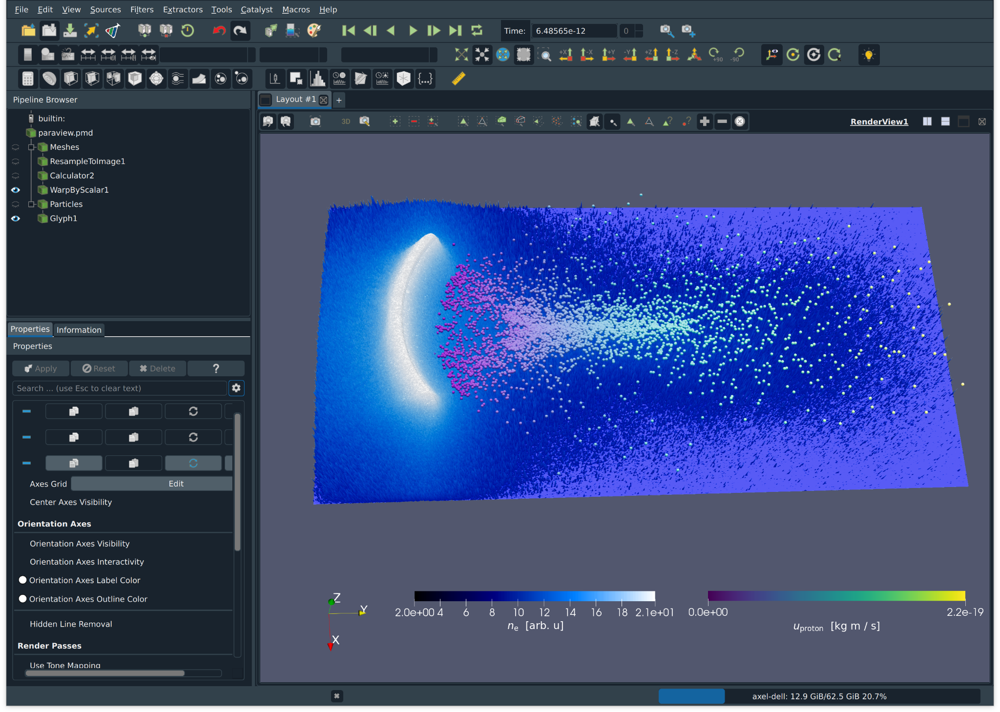 File Edit View Sources Filters Extractors Tools Catalyst Macros Help
Time: 6.48565e-12 0
+X -X +Y -Y +Z -Z +90 -90
{...}
Pipeline Browser
Layout #1 +
builtin:
3D
RenderView1
paraview.pmd
Meshes
ResampleToImage1
Calculator2
WarpByScalar1
Particles
Glyph1
Properties Information
Properties
Apply Reset Delete ?
Search ... (use Esc to clear text)
Axes Grid Edit
Center Axes Visibility
Orientation Axes
Orientation Axes Visibility
Orientation Axes Interactivity
Orientation Axes Label Color
Orientation Axes Outline Color
Hidden Line Removal
Render Passes
Use Tone Mapping
Z
Y
X
2.0e+00 4 6 8 10 12 14 16 18 2.1e+01
nₑ [arb. u]
0.0e+00 2.2e-19
uproton [kg m / s]
axel-dell: 12.9 GiB/62.5 GiB 20.7%